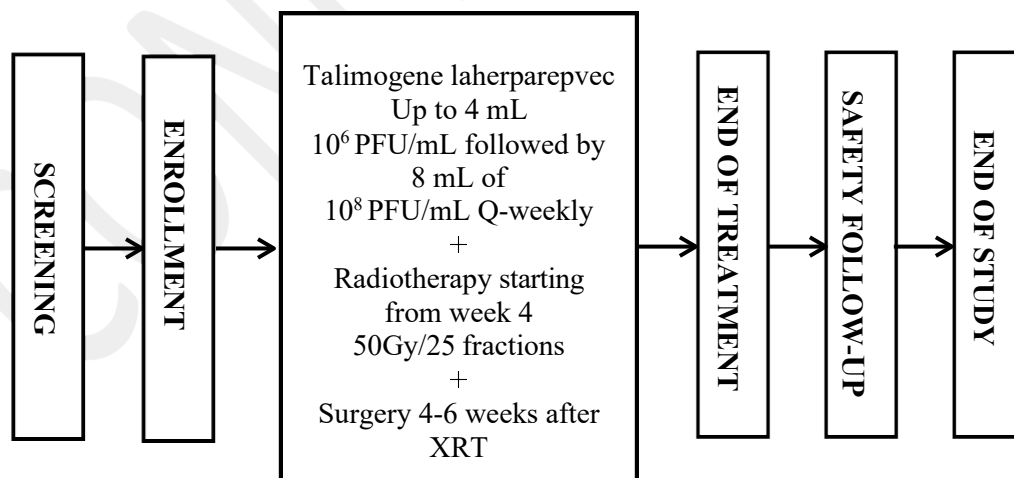 SCREENING
ENROLLMENT
Talimogene laherparepvec
Up to 4 mL
10⁶ PFU/mL followed by
8 mL of
10⁸ PFU/mL Q-weekly
+
Radiotherapy starting
from week 4
50Gy/25 fractions
+
Surgery 4-6 weeks after
XRT
END OF TREATMENT
SAFETY FOLLOW-UP
END OF STUDY